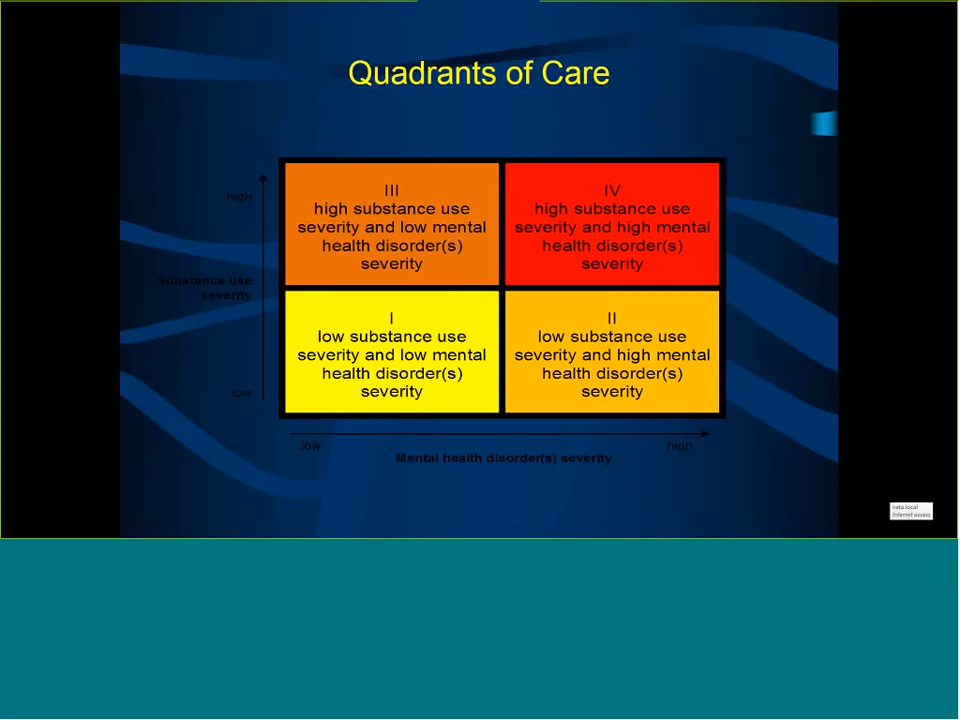 Quadrants of Care
high
Substance use
severity
low
III
high substance use
severity and low mental
health disorder(s)
severity
IV
high substance use
severity and high mental
health disorder(s)
severity
I
low substance use
severity and low mental
health disorder(s)
severity
II
low substance use
severity and high mental
health disorder(s)
severity
low
high
Mental health disorder(s) severity
Internet access